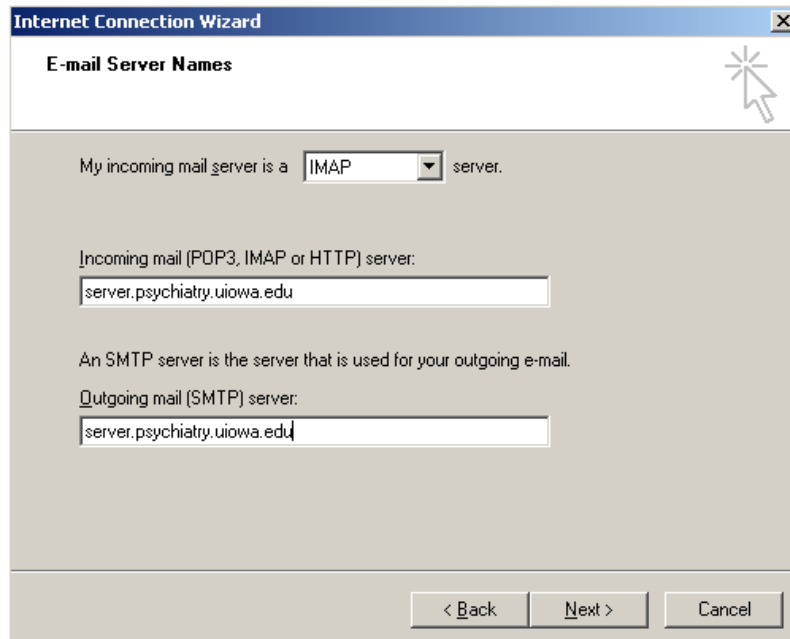 Internet Connection Wizard
E-mail Server Names
My incoming mail server is a IMAP server.
Incoming mail (POP3, IMAP or HTTP) server:
server.psychiatry.uiowa.edu
An SMTP server is the server that is used for your outgoing e-mail.
Outgoing mail (SMTP) server:
server.psychiatry.uiowa.edu
< Back Next > Cancel